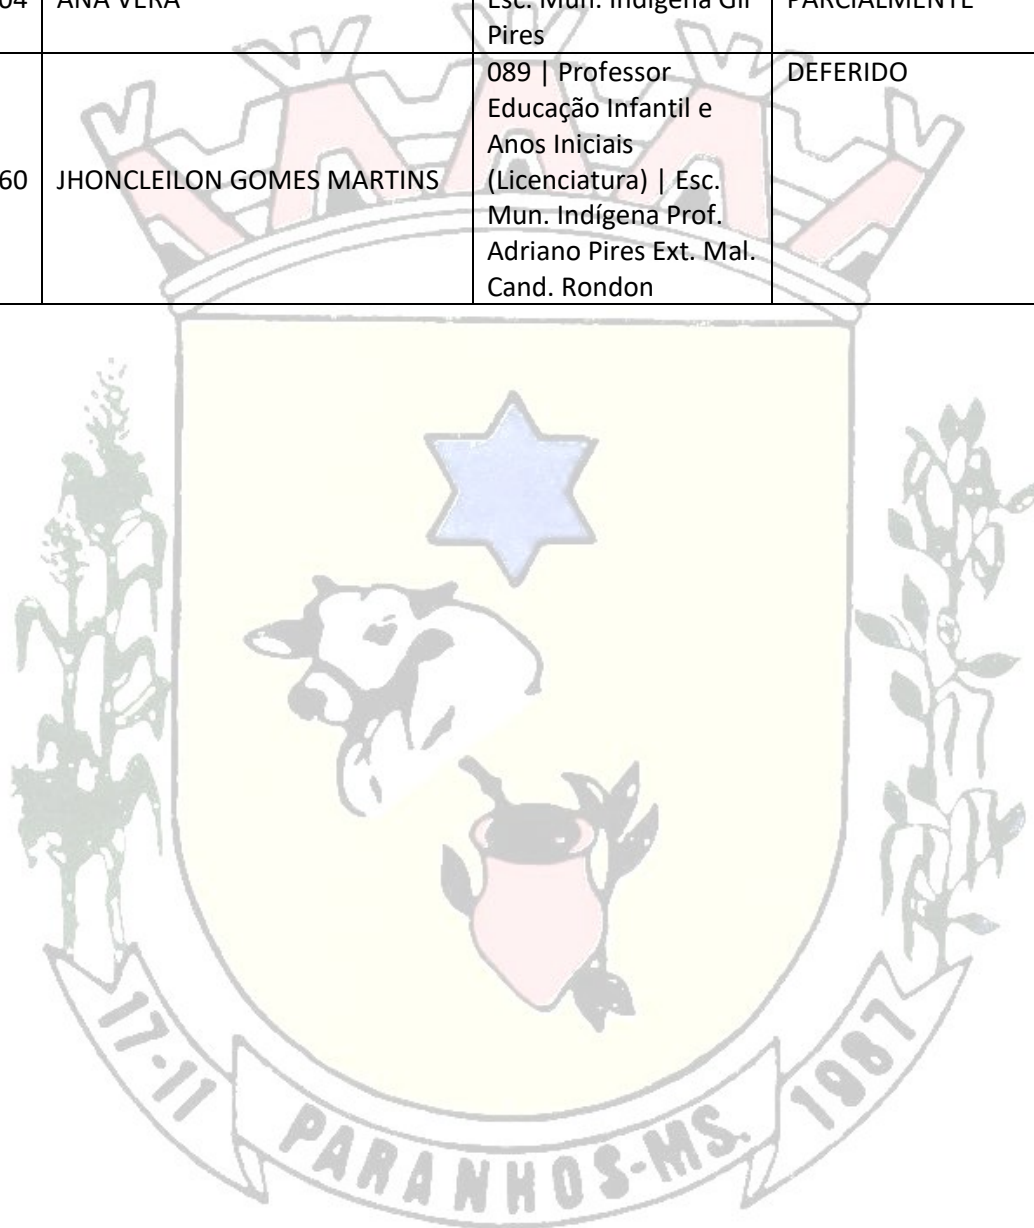 04 ANA VERA Esc. Mun. Indígena Gil PARCIALMENTE
Pires
089 | Professor DEFERIDO
Educação Infantil e
Anos Iniciais
60 JHONCLEILON GOMES MARTINS (Licenciatura) | Esc.
Mun. Indígena Prof.
Adriano Pires Ext. Mal.
Cand. Rondon
17-11 PARANHOS-MS. 1987